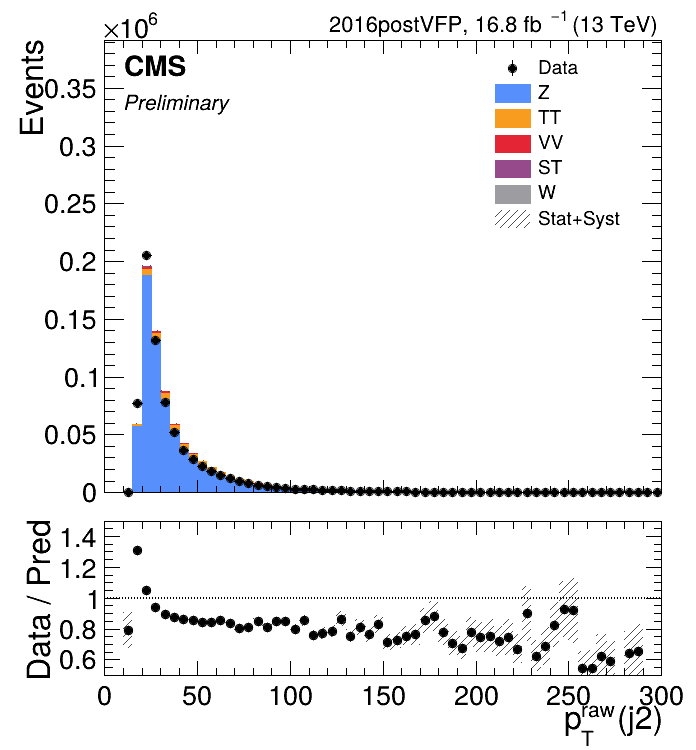 ×10⁶
2016postVFP, 16.8 fb ⁻¹ (13 TeV)
CMS
Preliminary
Events
Data
Z
TT
VV
ST
W
Stat+Syst
0.35
0.3
0.25
0.2
0.15
0.1
0.05
0
Data / Pred
1.4
1.2
1
0.8
0.6
0 50 100 150 200 250 300
p_T^raw (j2)